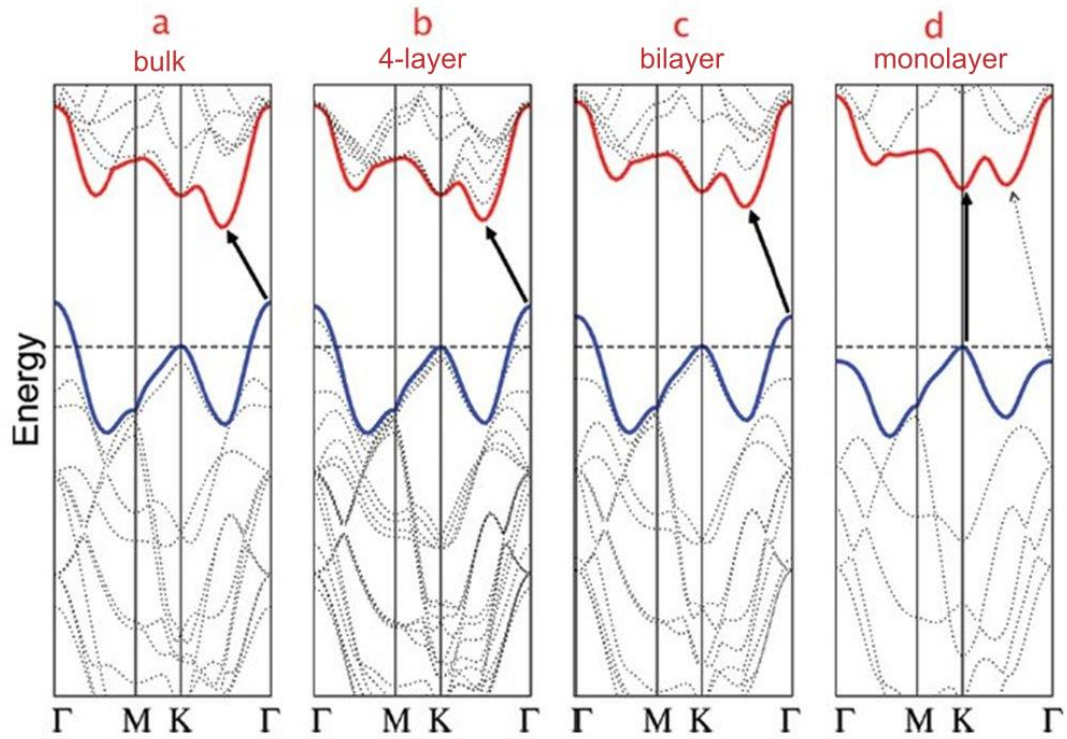 a b c d
bulk 4-layer bilayer monolayer
Energy
Γ M K Γ Γ M K Γ Γ M K Γ Γ M K Γ